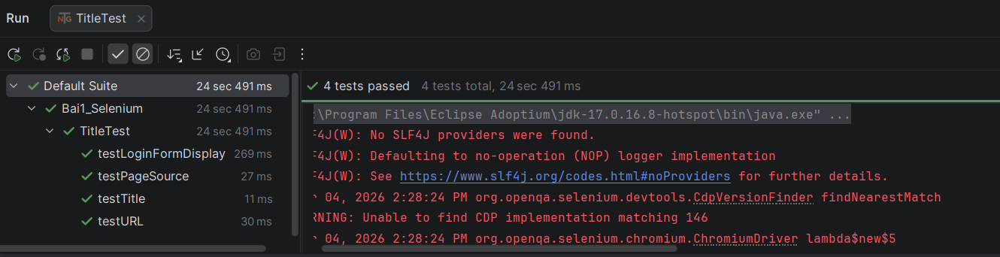 Run TitleTest
Default Suite 24 sec 491 ms
Bai1_Selenium 24 sec 491 ms
TitleTest 24 sec 491 ms
testLoginFormDisplay 269 ms
testPageSource 27 ms
testTitle 11 ms
testURL 30 ms
4 tests passed 4 tests total, 24 sec 491 ms
:\Program Files\Eclipse Adoptium\jdk-17.0.16.8-hotspot\bin\java.exe" ...
F4J(W): No SLF4J providers were found.
F4J(W): Defaulting to no-operation (NOP) logger implementation
F4J(W): See https://www.slf4j.org/codes.html#noProviders for further details.
r 04, 2026 2:28:24 PM org.openqa.selenium.devtools.CdpVersionFinder findNearestMatch
RNING: Unable to find CDP implementation matching 146
r 04, 2026 2:28:24 PM org.openqa.selenium.chromium.ChromiumDriver lambda$new$5